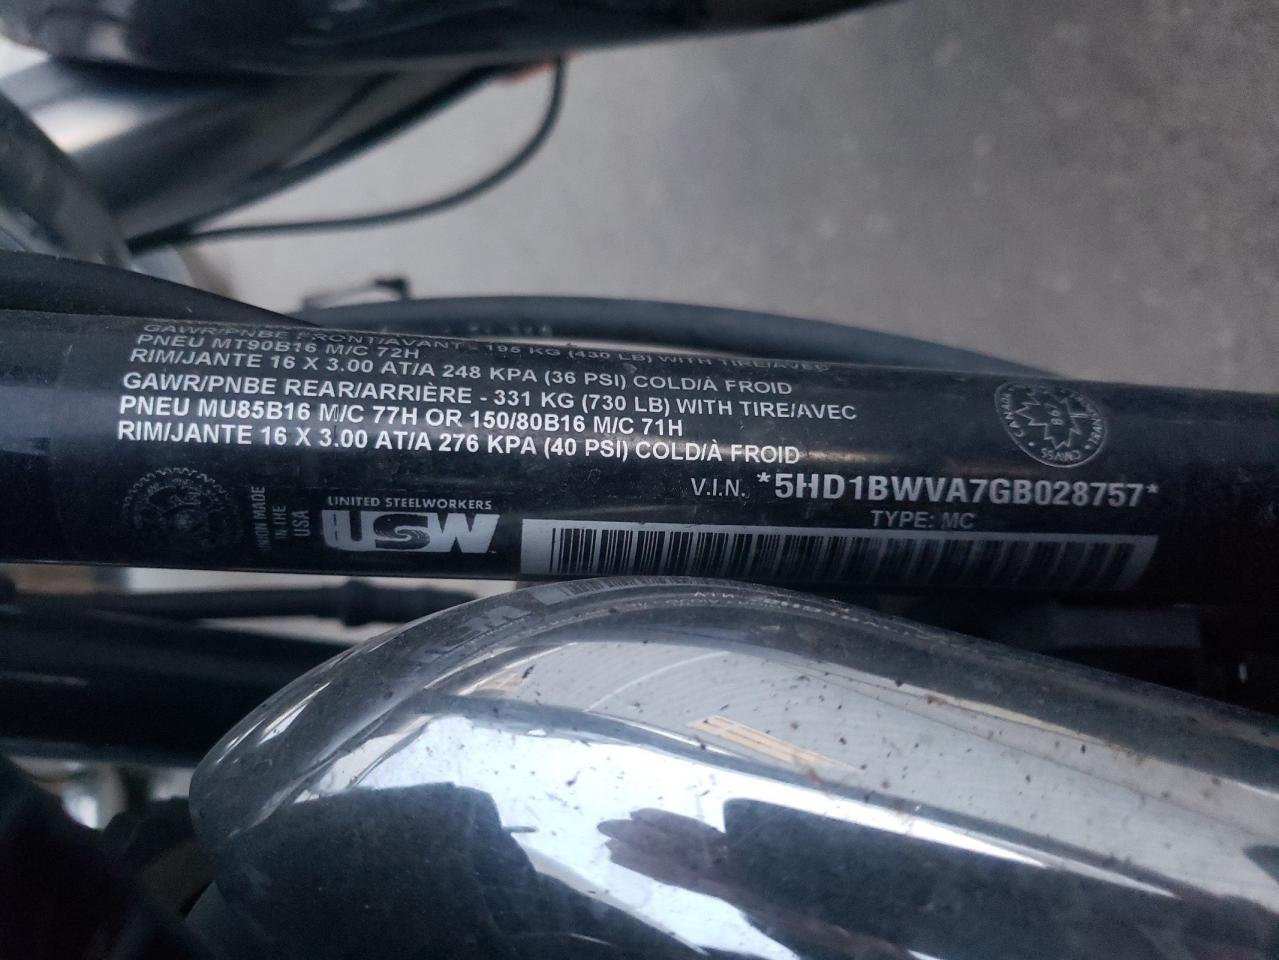 GAWR/PNBE FRONT/AVANT - 195 KG (430 LB) WITH TIRE/AVEC
PNEU MT90B16 M/C 72H
RIM/JANTE 16 X 3.00 AT/A 248 KPA (36 PSI) COLD/À FROID
GAWR/PNBE REAR/ARRIÈRE - 331 KG (730 LB) WITH TIRE/AVEC
PNEU MU85B16 M/C 77H OR 150/80B16 M/C 71H
RIM/JANTE 16 X 3.00 AT/A 276 KPA (40 PSI) COLD/À FROID
V.I.N. *5HD1BWVA7GB028757*
TYPE: MC
UNION MADE
IN THE
USA
UNITED STEELWORKERS
USW
CANADA
CMVSS